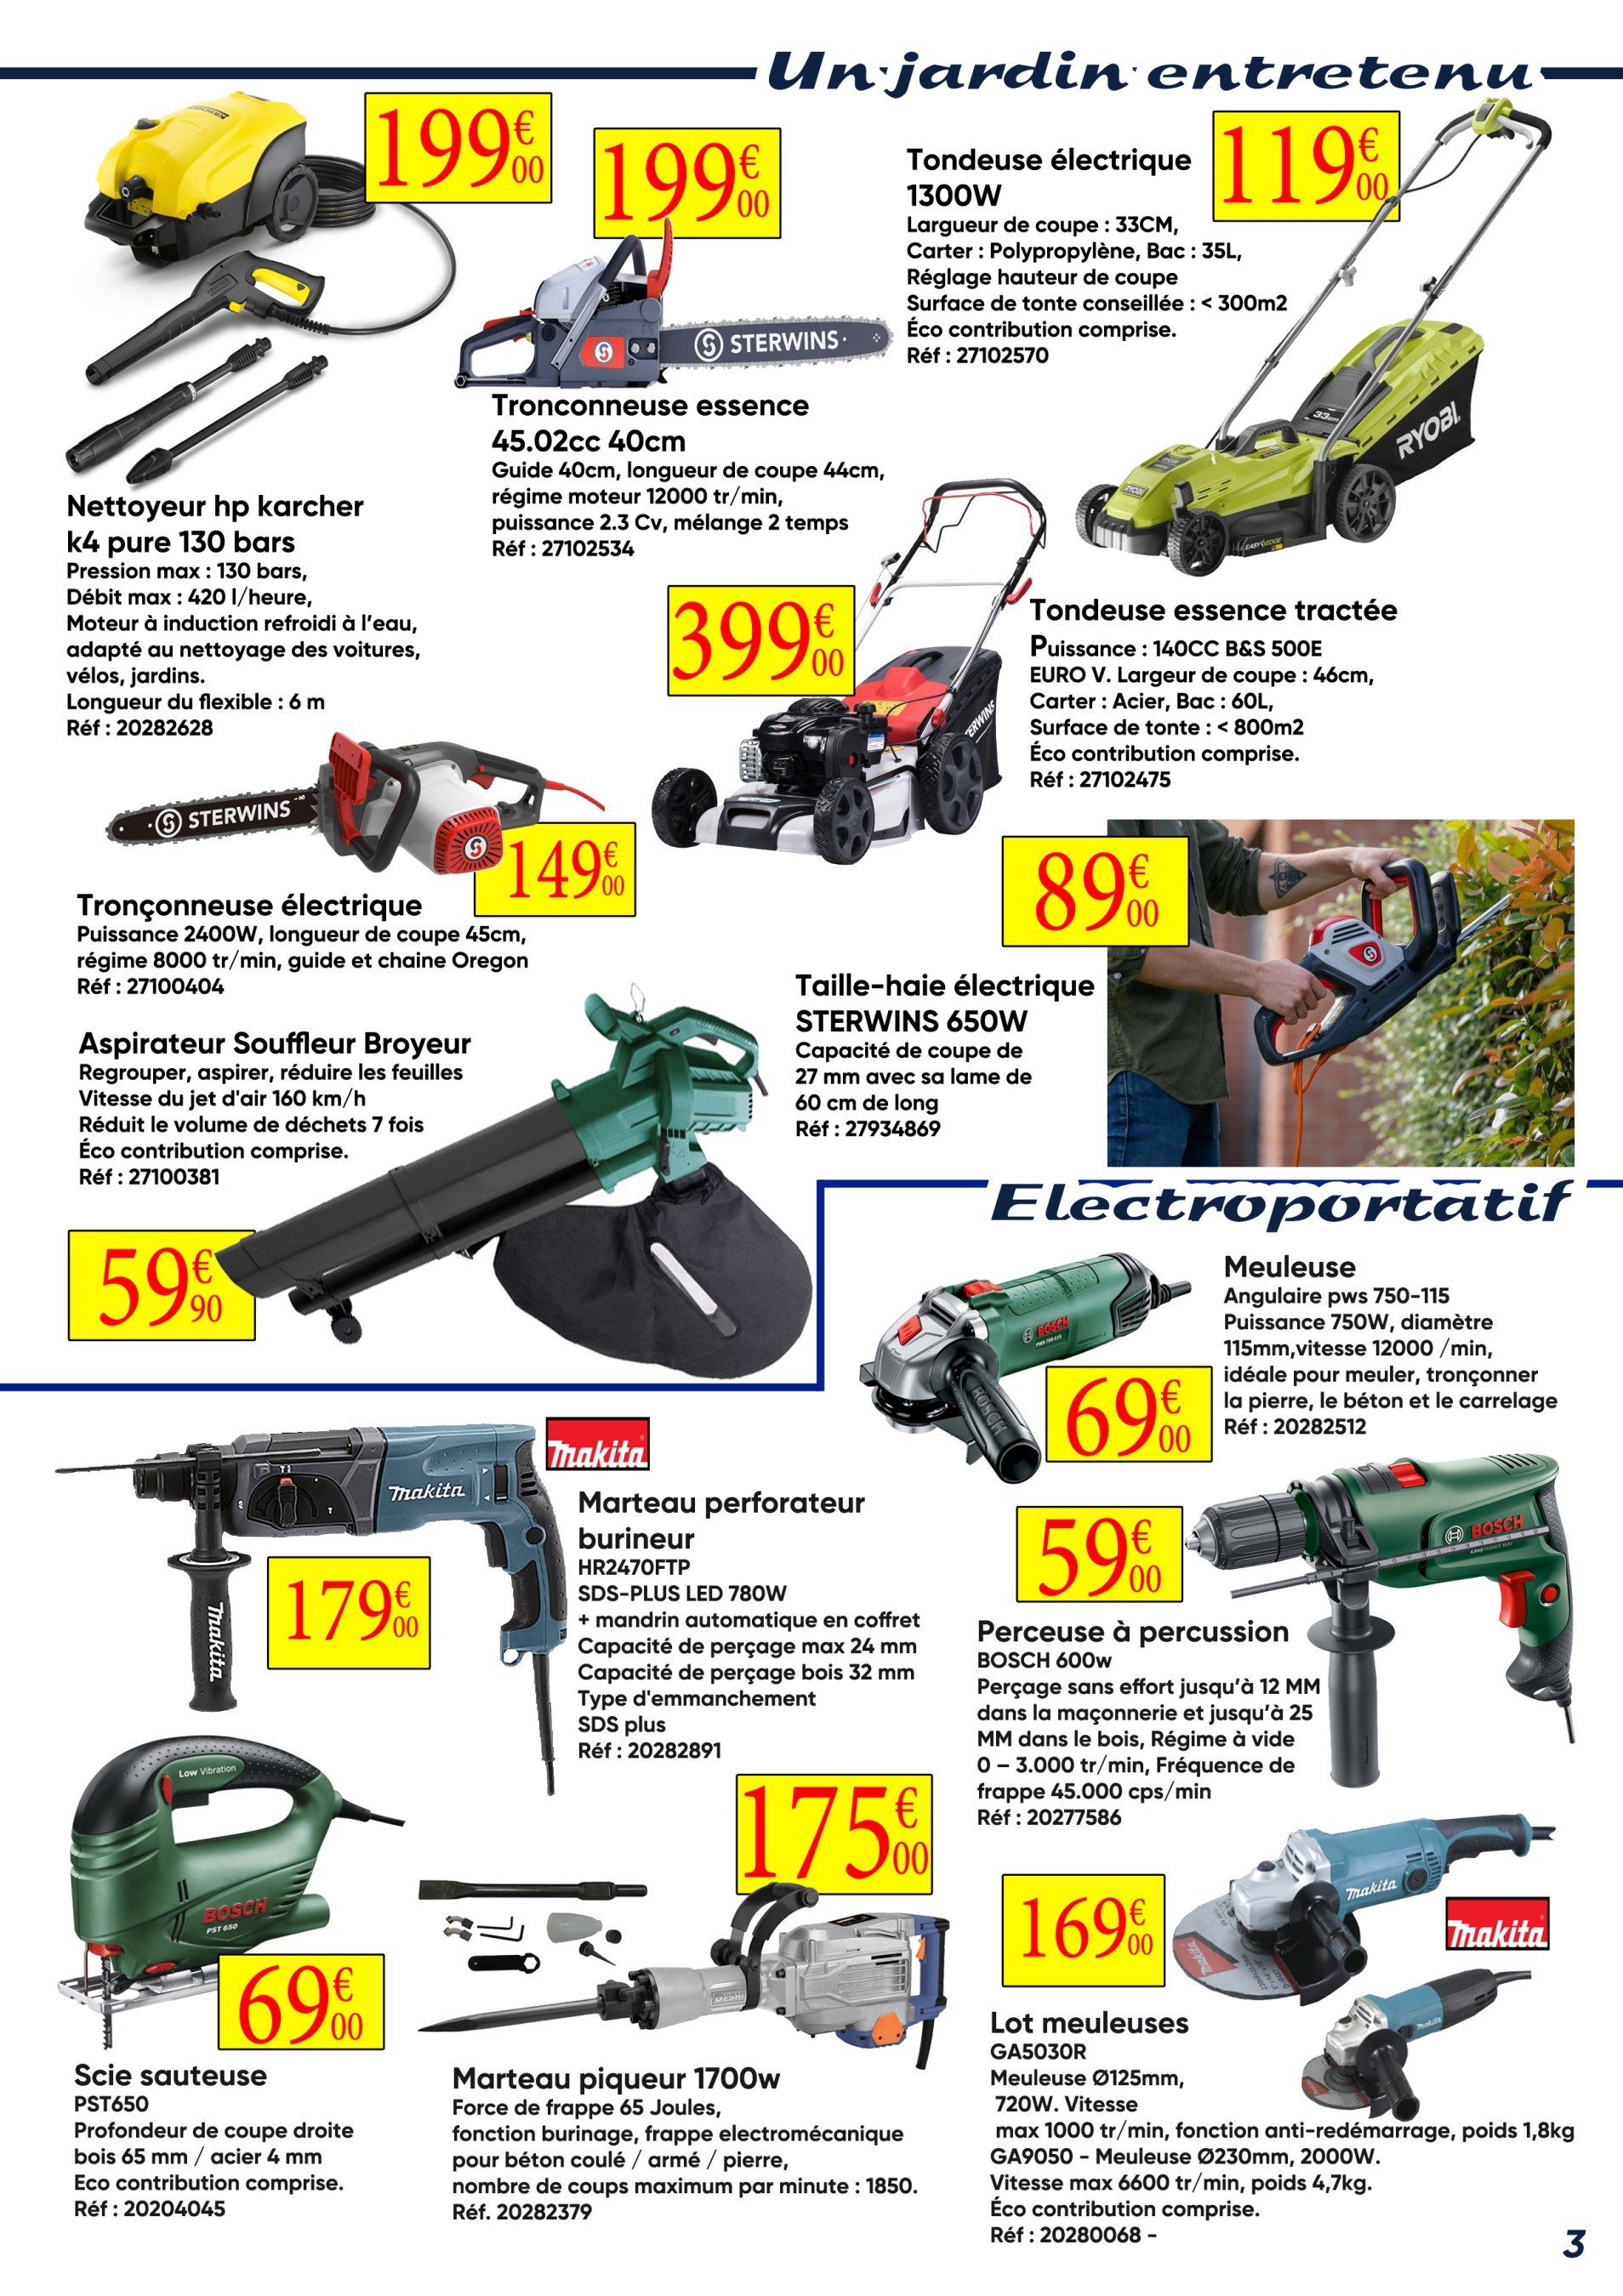 Un jardin entretenu
199€00
Nettoyeur hp karcher
k4 pure 130 bars
Pression max : 130 bars,
Débit max : 420 l/heure,
Moteur à induction refroidi à l’eau,
adapté au nettoyage des voitures,
vélos, jardins.
Longueur du flexible : 6 m
Réf : 20282628
199€00
STERWINS
Tronconneuse essence
45.02cc 40cm
Guide 40cm, longueur de coupe 44cm,
régime moteur 12000 tr/min,
puissance 2.3 Cv, mélange 2 temps
Réf : 27102534
Tondeuse électrique
1300W
Largueur de coupe : 33CM,
Carter : Polypropylène, Bac : 35L,
Réglage hauteur de coupe
Surface de tonte conseillée : < 300m2
Éco contribution comprise.
Réf : 27102570
119€00
33cm
RYOBI
RYOBI
EASY EDGE
399€00
Tondeuse essence tractée
Puissance : 140CC B&S 500E
EURO V. Largeur de coupe : 46cm,
Carter : Acier, Bac : 60L,
Surface de tonte : < 800m2
Éco contribution comprise.
Réf : 27102475
STERWINS
149€00
Tronçonneuse électrique
Puissance 2400W, longueur de coupe 45cm,
régime 8000 tr/min, guide et chaine Oregon
Réf : 27100404
89€00
Taille-haie électrique
STERWINS 650W
Capacité de coupe de
27 mm avec sa lame de
60 cm de long
Réf : 27934869
Aspirateur Souffleur Broyeur
Regrouper, aspirer, réduire les feuilles
Vitesse du jet d'air 160 km/h
Réduit le volume de déchets 7 fois
Éco contribution comprise.
Réf : 27100381
59€90
Electroportatif
BOSCH
BOSCH
69€00
Meuleuse
Angulaire pws 750-115
Puissance 750W, diamètre
115mm,vitesse 12000 /min,
idéale pour meuler, tronçonner
la pierre, le béton et le carrelage
Réf : 20282512
makita
makita
makita
179€00
Marteau perforateur
burineur
HR2470FTP
SDS-PLUS LED 780W
+ mandrin automatique en coffret
Capacité de perçage max 24 mm
Capacité de perçage bois 32 mm
Type d'emmanchement
SDS plus
Réf : 20282891
BOSCH
59€00
Perceuse à percussion
BOSCH 600w
Perçage sans effort jusqu’à 12 MM
dans la maçonnerie et jusqu’à 25
MM dans le bois, Régime à vide
0 – 3.000 tr/min, Fréquence de
frappe 45.000 cps/min
Réf : 20277586
Low Vibration
BOSCH
PST 650
69€00
Scie sauteuse
PST650
Profondeur de coupe droite
bois 65 mm / acier 4 mm
Eco contribution comprise.
Réf : 20204045
175€00
Marteau piqueur 1700w
Force de frappe 65 Joules,
fonction burinage, frappe electromécanique
pour béton coulé / armé / pierre,
nombre de coups maximum par minute : 1850.
Réf. 20282379
169€00
makita
makita
makita
Lot meuleuses
GA5030R
Meuleuse Ø125mm,
720W. Vitesse
max 1000 tr/min, fonction anti-redémarrage, poids 1,8kg
GA9050 - Meuleuse Ø230mm, 2000W.
Vitesse max 6600 tr/min, poids 4,7kg.
Éco contribution comprise.
Réf : 20280068 -
3